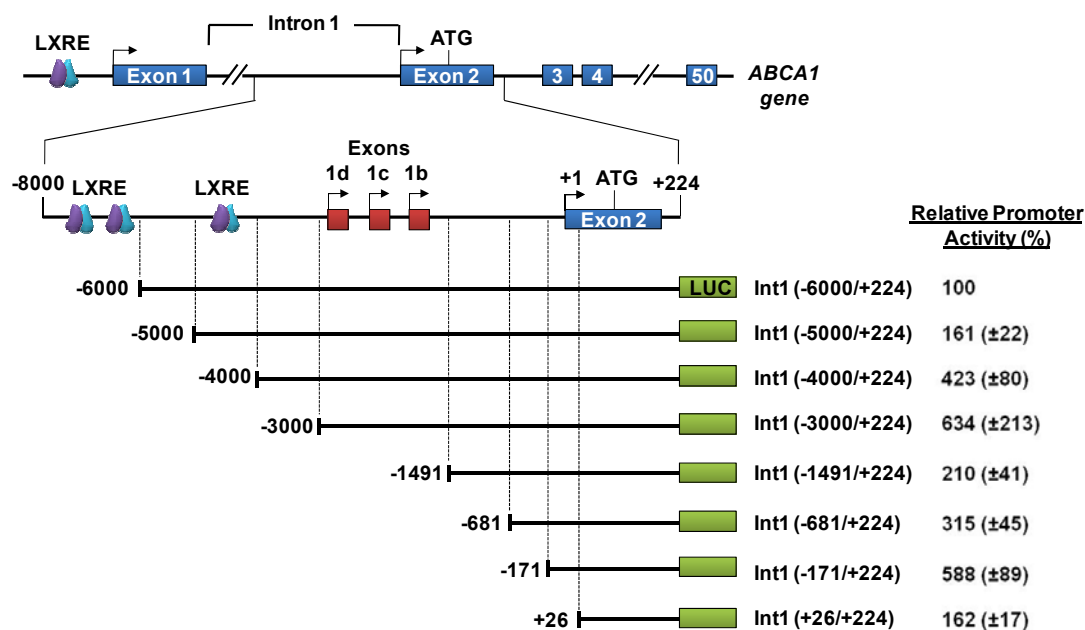 Intron 1
LXRE
ATG
Exon 1
Exon 2
3
4
50
ABCA1
gene
Exons
1d
1c
1b
-8000
LXRE
LXRE
+1
ATG
+224
Exon 2
Relative Promoter
Activity (%)
-6000
LUC
Int1 (-6000/+224)
100
-5000
Int1 (-5000/+224)
161 (±22)
-4000
Int1 (-4000/+224)
423 (±80)
-3000
Int1 (-3000/+224)
634 (±213)
-1491
Int1 (-1491/+224)
210 (±41)
-681
Int1 (-681/+224)
315 (±45)
-171
Int1 (-171/+224)
588 (±89)
+26
Int1 (+26/+224)
162 (±17)